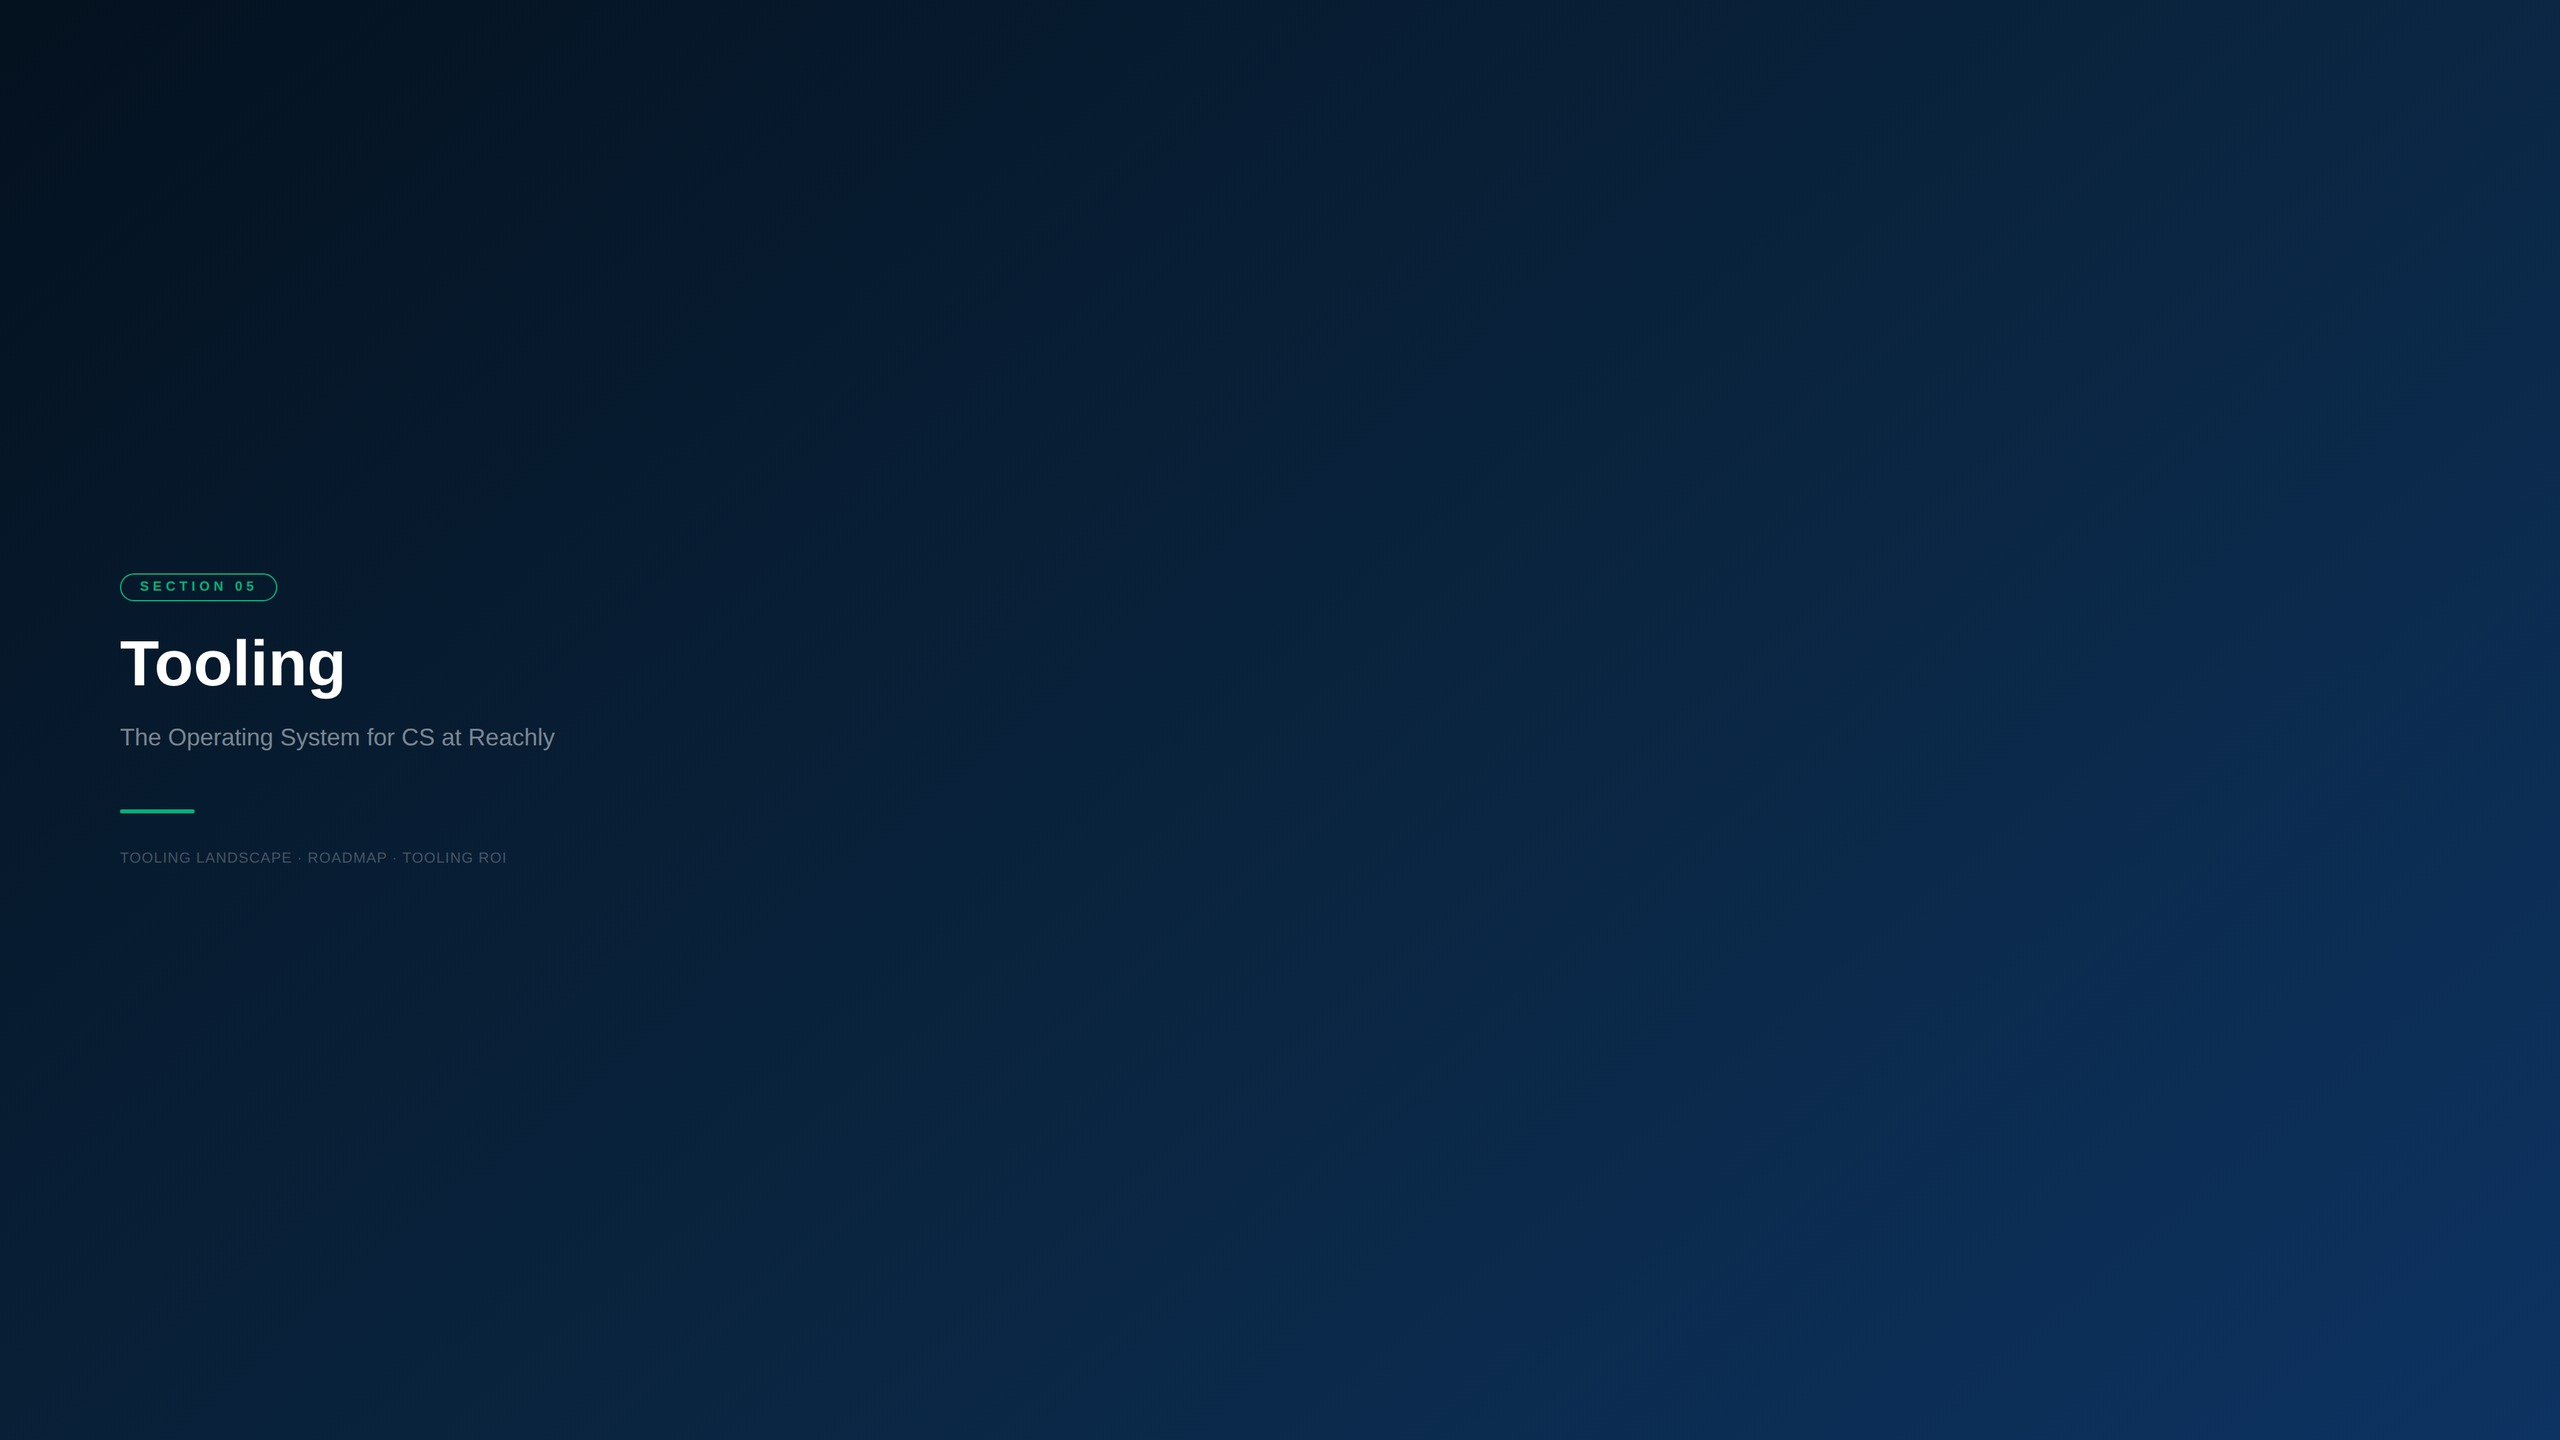 SECTION 05
Tooling
The Operating System for CS at Reachly
TOOLING LANDSCAPE · ROADMAP · TOOLING ROI